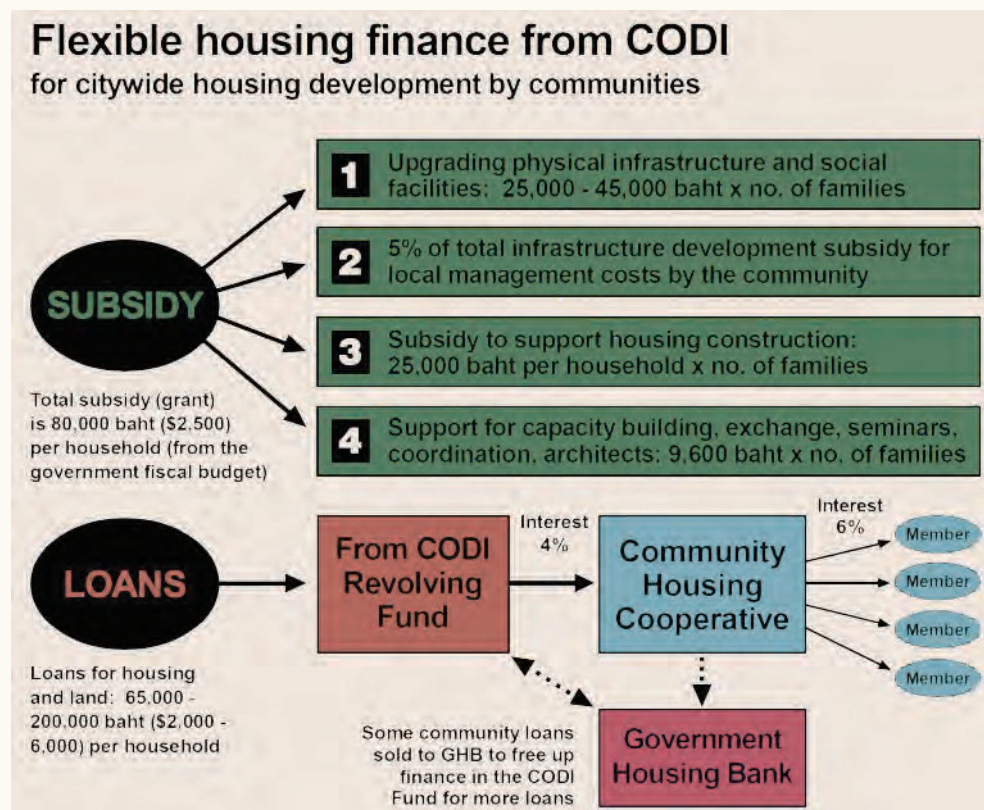 Flexible housing finance from CODI
for citywide housing development by communities
SUBSIDY
Total subsidy (grant)
is 80,000 baht ($2,500)
per household (from the
government fiscal budget)
1
Upgrading physical infrastructure and social
facilities: 25,000 - 45,000 baht x no. of families
2
5% of total infrastructure development subsidy for
local management costs by the community
3
Subsidy to support housing construction:
25,000 baht per household x no. of families
4
Support for capacity building, exchange, seminars,
coordination, architects: 9,600 baht x no. of families
LOANS
Loans for housing
and land: 65,000 -
200,000 baht ($2,000 -
6,000) per household
From CODI
Revolving
Fund
Interest
4%
Community
Housing
Cooperative
Interest
6%
Member
Member
Member
Member
Some community loans
sold to GHB to free up
finance in the CODI
Fund for more loans
Government
Housing Bank